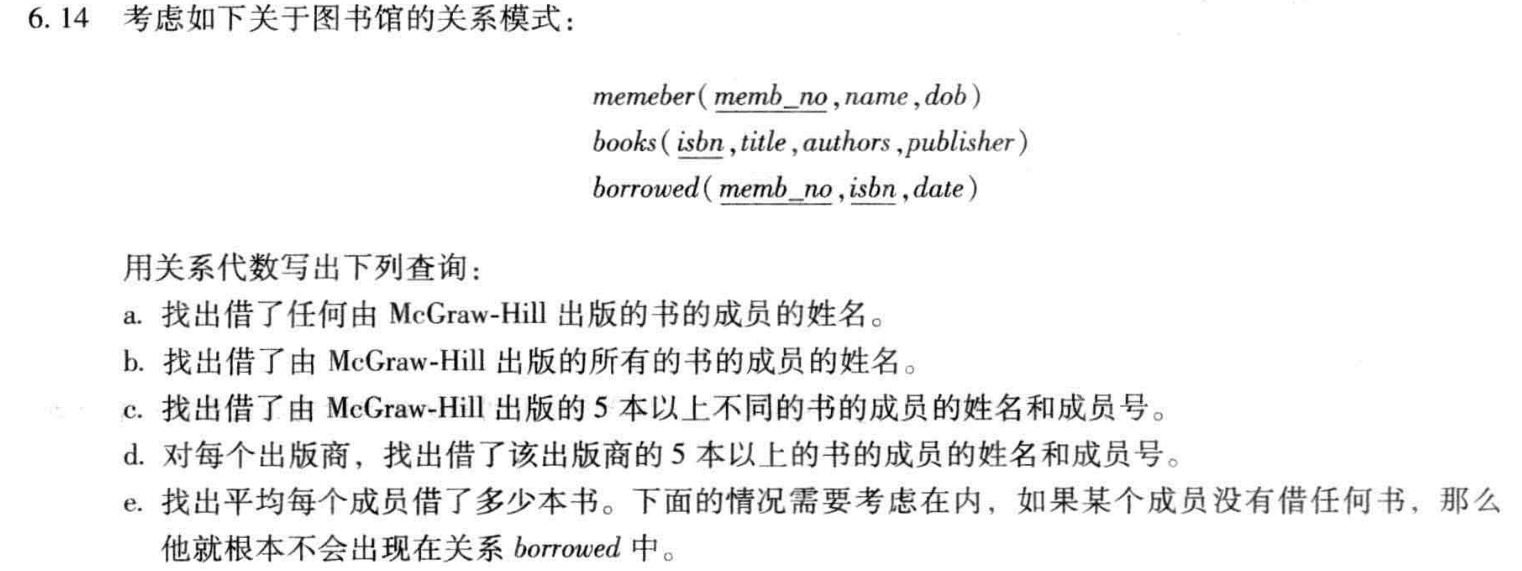 6.14 考虑如下关于图书馆的关系模式：
memeber(memb_no,name,dob)
books(isbn,title,authors,publisher)
borrowed(memb_no,isbn,date)
用关系代数写出下列查询：
a. 找出借了任何由 McGraw-Hill 出版的书的成员的姓名。
b. 找出借了由 McGraw-Hill 出版的所有的书的成员的姓名。
c. 找出借了由 McGraw-Hill 出版的 5 本以上不同的书的成员的姓名和成员号。
d. 对每个出版商，找出借了该出版商的 5 本以上的书的成员的姓名和成员号。
e. 找出平均每个成员借了多少本书。下面的情况需要考虑在内，如果某个成员没有借任何书，那么
他就根本不会出现在关系 borrowed 中。